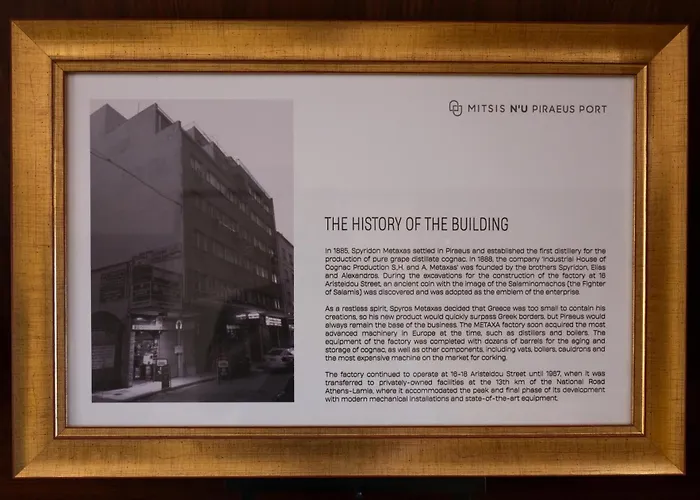 MITSIS N'U PIRAEUS PORT
THE HISTORY OF THE BUILDING
In 1885, Spyridon Metaxas settled in Piraeus and established the first distillery for the
production of pure grape distillate cognac. In 1888, the company 'Industrial House of
Cognac Production S.H. and A. Metaxas' was founded by the brothers Spyridon, Elias
and Alexandros. During the excavations for the construction of the factory at 16
Aristeidou Street, an ancient coin with the image of the Salaminomachos (the Fighter
of Salamis) was discovered and was adopted as the emblem of the enterprise.
As a restless spirit, Spyros Metaxas decided that Greece was too small to contain his
creations, so his new product would quickly surpass Greek borders, but Piraeus would
always remain the base of the business. The METAXA factory soon acquired the most
advanced machinery in Europe at the time, such as distillers and boilers. The
equipment of the factory was completed with dozens of barrels for the aging and
storage of cognac, as well as other components, including vats, boilers, cauldrons and
the most expensive machine on the market for corking.
The factory continued to operate at 16-18 Aristeidou Street until 1967, when it was
transferred to privately-owned facilities at the 13th km of the National Road
Athens-Lamia, where it accommodated the peak and final phase of its development
with modern mechanical installations and state-of-the-art equipment.